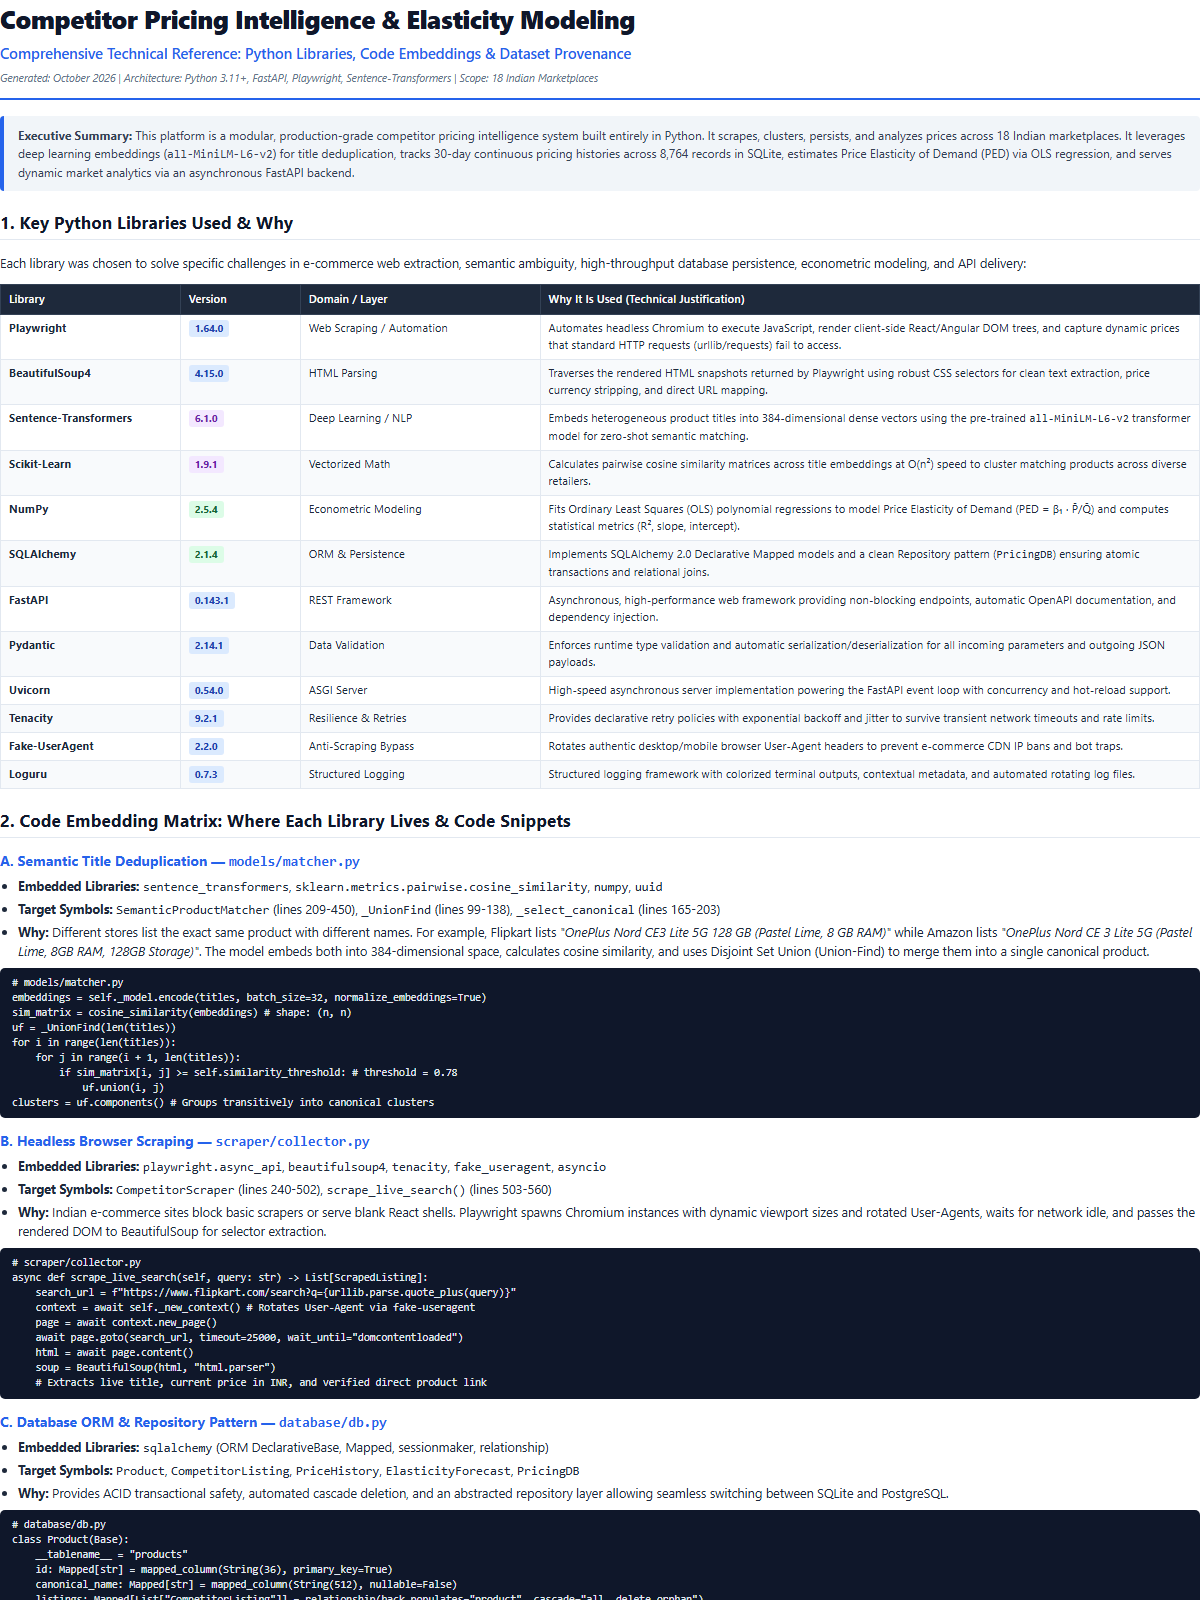 Competitor Pricing Intelligence & Elasticity Modeling
Comprehensive Technical Reference: Python Libraries, Code Embeddings & Dataset Provenance
Generated: October 2026 | Architecture: Python 3.11+, FastAPI, Playwright, Sentence-Transformers | Scope: 18 Indian Marketplaces
Executive Summary: This platform is a modular, production-grade competitor pricing intelligence system built entirely in Python. It scrapes, clusters, persists, and analyzes prices across 18 Indian marketplaces. It leverages
deep learning embeddings (all-MiniLM-L6-v2) for title deduplication, tracks 30-day continuous pricing histories across 8,764 records in SQLite, estimates Price Elasticity of Demand (PED) via OLS regression, and serves
dynamic market analytics via an asynchronous FastAPI backend.
1. Key Python Libraries Used & Why
Each library was chosen to solve specific challenges in e-commerce web extraction, semantic ambiguity, high-throughput database persistence, econometric modeling, and API delivery:
Library Version Domain / Layer Why It Is Used (Technical Justification)
Playwright 1.64.0 Web Scraping / Automation Automates headless Chromium to execute JavaScript, render client-side React/Angular DOM trees, and capture dynamic prices
that standard HTTP requests (urllib/requests) fail to access.
BeautifulSoup4 4.15.0 HTML Parsing Traverses the rendered HTML snapshots returned by Playwright using robust CSS selectors for clean text extraction, price
currency stripping, and direct URL mapping.
Sentence-Transformers 6.1.0 Deep Learning / NLP Embeds heterogeneous product titles into 384-dimensional dense vectors using the pre-trained all-MiniLM-L6-v2 transformer
model for zero-shot semantic matching.
Scikit-Learn 1.9.1 Vectorized Math Calculates pairwise cosine similarity matrices across title embeddings at O(n²) speed to cluster matching products across diverse
retailers.
NumPy 2.5.4 Econometric Modeling Fits Ordinary Least Squares (OLS) polynomial regressions to model Price Elasticity of Demand (PED = β₁ · P̄/Q̄) and computes
statistical metrics (R², slope, intercept).
SQLAlchemy 2.1.4 ORM & Persistence Implements SQLAlchemy 2.0 Declarative Mapped models and a clean Repository pattern (PricingDB) ensuring atomic
transactions and relational joins.
FastAPI 0.143.1 REST Framework Asynchronous, high-performance web framework providing non-blocking endpoints, automatic OpenAPI documentation, and
dependency injection.
Pydantic 2.14.1 Data Validation Enforces runtime type validation and automatic serialization/deserialization for all incoming parameters and outgoing JSON
payloads.
Uvicorn 0.54.0 ASGI Server High-speed asynchronous server implementation powering the FastAPI event loop with concurrency and hot-reload support.
Tenacity 9.2.1 Resilience & Retries Provides declarative retry policies with exponential backoff and jitter to survive transient network timeouts and rate limits.
Fake-UserAgent 2.2.0 Anti-Scraping Bypass Rotates authentic desktop/mobile browser User-Agent headers to prevent e-commerce CDN IP bans and bot traps.
Loguru 0.7.3 Structured Logging Structured logging framework with colorized terminal outputs, contextual metadata, and automated rotating log files.
2. Code Embedding Matrix: Where Each Library Lives & Code Snippets
A. Semantic Title Deduplication — models/matcher.py
• Embedded Libraries: sentence_transformers, sklearn.metrics.pairwise.cosine_similarity, numpy, uuid
• Target Symbols: SemanticProductMatcher (lines 209-450), _UnionFind (lines 99-138), _select_canonical (lines 165-203)
• Why: Different stores list the exact same product with different names. For example, Flipkart lists "OnePlus Nord CE3 Lite 5G 128 GB (Pastel Lime, 8 GB RAM)" while Amazon lists "OnePlus Nord CE 3 Lite 5G (Pastel
Lime, 8GB RAM, 128GB Storage)". The model embeds both into 384-dimensional space, calculates cosine similarity, and uses Disjoint Set Union (Union-Find) to merge them into a single canonical product.
# models/matcher.py
embeddings = self._model.encode(titles, batch_size=32, normalize_embeddings=True)
sim_matrix = cosine_similarity(embeddings) # shape: (n, n)
uf = _UnionFind(len(titles))
for i in range(len(titles)):
    for j in range(i + 1, len(titles)):
        if sim_matrix[i, j] >= self.similarity_threshold: # threshold = 0.78
            uf.union(i, j)
clusters = uf.components() # Groups transitively into canonical clusters
B. Headless Browser Scraping — scraper/collector.py
• Embedded Libraries: playwright.async_api, beautifulsoup4, tenacity, fake_useragent, asyncio
• Target Symbols: CompetitorScraper (lines 240-502), scrape_live_search() (lines 503-560)
• Why: Indian e-commerce sites block basic scrapers or serve blank React shells. Playwright spawns Chromium instances with dynamic viewport sizes and rotated User-Agents, waits for network idle, and passes the
rendered DOM to BeautifulSoup for selector extraction.
# scraper/collector.py
async def scrape_live_search(self, query: str) -> List[ScrapedListing]:
    search_url = f"https://www.flipkart.com/search?q={urllib.parse.quote_plus(query)}"
    context = await self._new_context() # Rotates User-Agent via fake-useragent
    page = await context.new_page()
    await page.goto(search_url, timeout=25000, wait_until="domcontentloaded")
    html = await page.content()
    soup = BeautifulSoup(html, "html.parser")
    # Extracts live title, current price in INR, and verified direct product link
C. Database ORM & Repository Pattern — database/db.py
• Embedded Libraries: sqlalchemy (ORM DeclarativeBase, Mapped, sessionmaker, relationship)
• Target Symbols: Product, CompetitorListing, PriceHistory, ElasticityForecast, PricingDB
• Why: Provides ACID transactional safety, automated cascade deletion, and an abstracted repository layer allowing seamless switching between SQLite and PostgreSQL.
# database/db.py
class Product(Base):
    __tablename__ = "products"
    id: Mapped[str] = mapped_column(String(36), primary_key=True)
    canonical_name: Mapped[str] = mapped_column(String(512), nullable=False)
    listings: Mapped[List["CompetitorListing"]] = relationship(back_populates="product", cascade="all, delete-orphan")